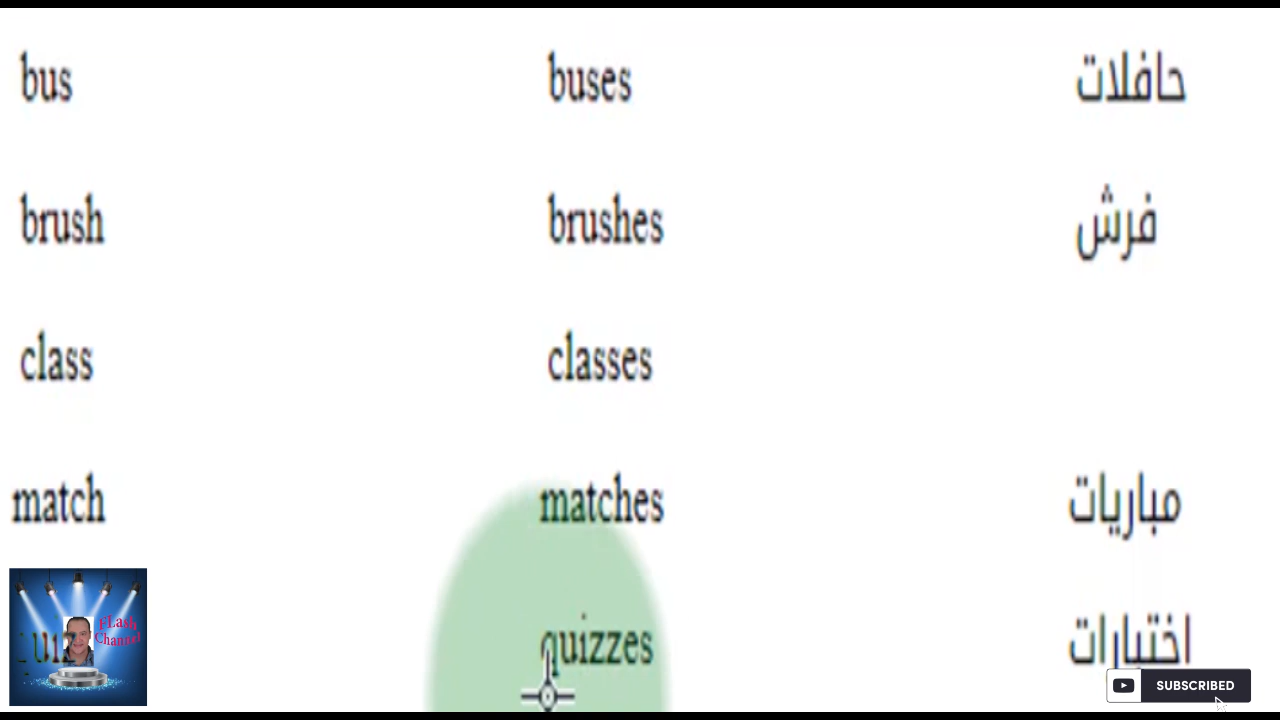 bus buses حافلات
brush brushes فرش
class classes
match matches مباريات
quizzes اختبارات
FLash
Channel
SUBSCRIBED